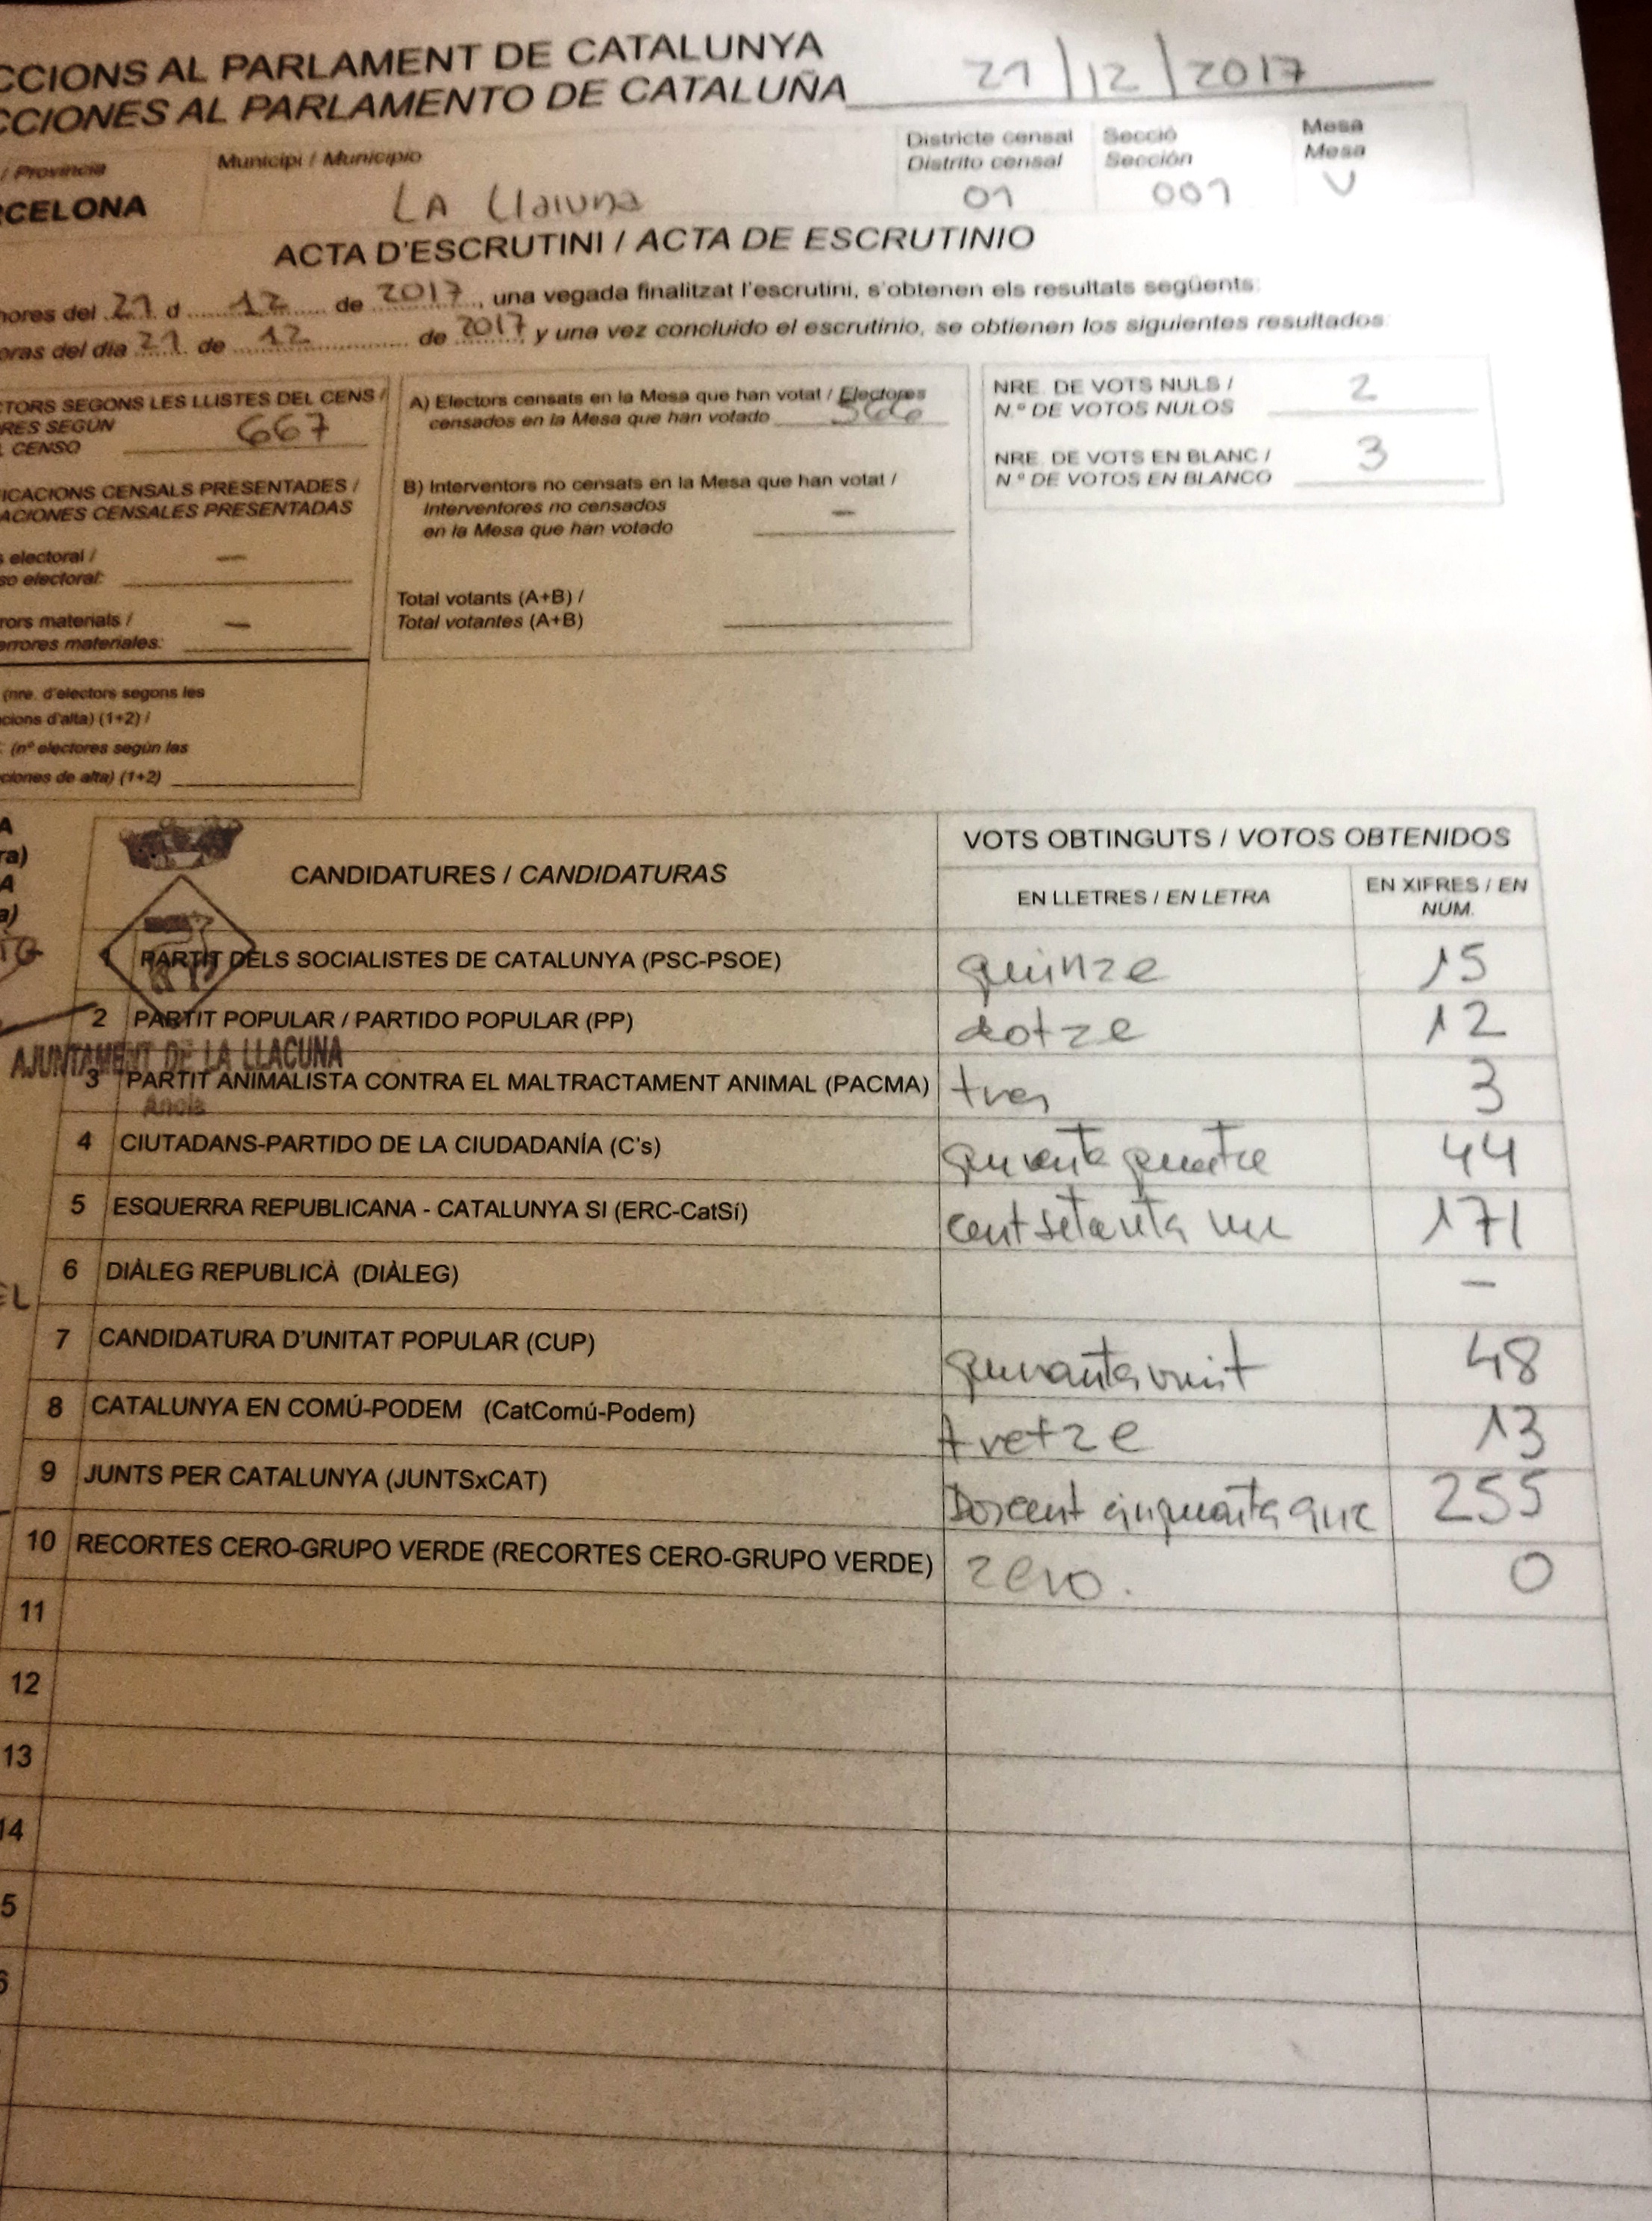 CCIONS AL PARLAMENT DE CATALUNYA
CCIONES AL PARLAMENTO DE CATALUÑA 21/12/2017
/ Provincia
RCELONA
Municipi / Municipio
LA Llacuna
Districte censal
Distrito censal
01
Secció
Sección
001
Mesa
Mesa
U
ACTA D'ESCRUTINI / ACTA DE ESCRUTINIO
hores del 21 d 12 de 2017, una vegada finalitzat l'escrutini, s'obtenen els resultats següents:
oras del día 21 de 12 de 2017 y una vez concluido el escrutinio, se obtienen los siguientes resultados:
CTORS SEGONS LES LLISTES DEL CENS /
RES SEGÚN
L CENSO 667
ICACIONS CENSALS PRESENTADES /
ACIONES CENSALES PRESENTADAS
s electoral /
so electoral: —
rors materials /
errores materiales: —
(nre. d'electors segons les
cions d'alta) (1+2) /
(nº electores según las
ciones de alta) (1+2)
A) Electors censats en la Mesa que han votat / Electores
censados en la Mesa que han votado 566
B) Interventors no censats en la Mesa que han votat /
Interventores no censados
en la Mesa que han votado —
Total votants (A+B) /
Total votantes (A+B)
NRE. DE VOTS NULS /
N.º DE VOTOS NULOS 2
NRE. DE VOTS EN BLANC /
N.º DE VOTOS EN BLANCO 3
CANDIDATURES / CANDIDATURAS
VOTS OBTINGUTS / VOTOS OBTENIDOS
EN LLETRES / EN LETRA
EN XIFRES / EN
NUM.
1 PARTIT DELS SOCIALISTES DE CATALUNYA (PSC-PSOE) quinze 15
2 PARTIT POPULAR / PARTIDO POPULAR (PP) dotze 12
AJUNTAMENT DE LA LLACUNA
3 PARTIT ANIMALISTA CONTRA EL MALTRACTAMENT ANIMAL (PACMA) tres 3
Anoia
4 CIUTADANS-PARTIDO DE LA CIUDADANÍA (C's) quranta quatre 44
5 ESQUERRA REPUBLICANA - CATALUNYA SI (ERC-CatSí) cent setanta un 171
6 DIÀLEG REPUBLICÀ (DIÀLEG) —
7 CANDIDATURA D'UNITAT POPULAR (CUP) quranta vuit 48
8 CATALUNYA EN COMÚ-PODEM (CatComú-Podem) tretze 13
9 JUNTS PER CATALUNYA (JUNTSxCAT) Doscent cinquanta cinc 255
10 RECORTES CERO-GRUPO VERDE (RECORTES CERO-GRUPO VERDE) zero. 0
11
12
13
14
5
6